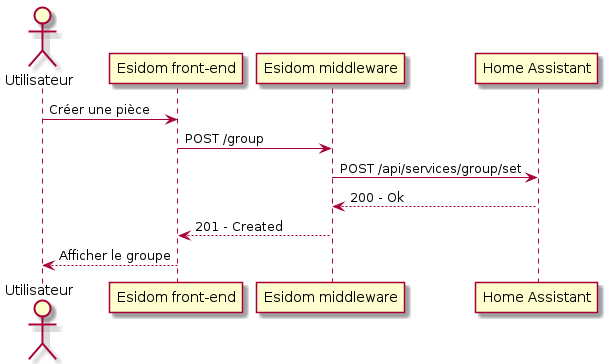 Utilisateur
Esidom front-end
Esidom middleware
Home Assistant
Créer une pièce
POST /group
POST /api/services/group/set
200 - Ok
201 - Created
Afficher le groupe
Utilisateur
Esidom front-end
Esidom middleware
Home Assistant